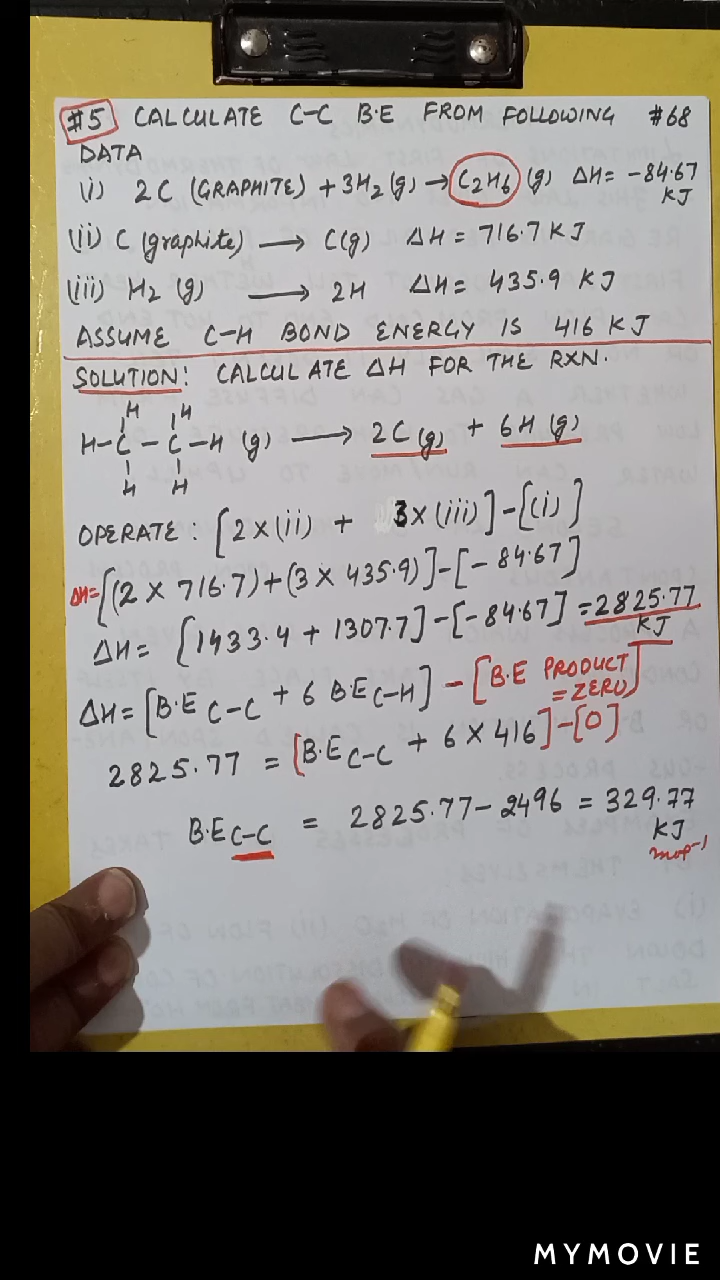 #5 CALCULATE C-C B.E FROM FOLLOWING #68
DATA
(i) 2C (GRAPHITE) + 3H₂(g) → C₂H₆ (g) ΔH = -84.67 KJ
(ii) C (graphite) → C(g) ΔH = 716.7 KJ
(iii) H₂ (g) → 2H ΔH = 435.9 KJ
ASSUME C-H BOND ENERGY IS 416 KJ
SOLUTION: CALCULATE ΔH FOR THE RXN.
H H
H-C-C-H (g) → 2C(g) + 6H(g)
H H
OPERATE: [2×(ii) + 3×(iii)]-[(i)]
ΔH=[(2 × 716.7)+(3 × 435.9)]-[-84.67]
ΔH= [1433.4 + 1307.7]-[-84.67] =2825.77 KJ
ΔH=[B.E C-C + 6 B.E C-H] - [B.E PRODUCT =ZERO]
2825.77 = [B.E C-C + 6 × 416]-[0]
B.E C-C = 2825.77-2496 = 329.77 KJ mol⁻¹
MYMOVIE